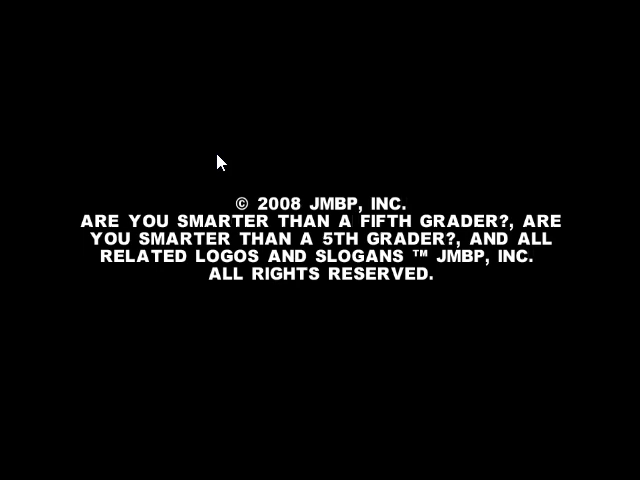 © 2008 JMBP, INC.
ARE YOU SMARTER THAN A FIFTH GRADER?, ARE
YOU SMARTER THAN A 5TH GRADER?, AND ALL
RELATED LOGOS AND SLOGANS ™ JMBP, INC.
ALL RIGHTS RESERVED.